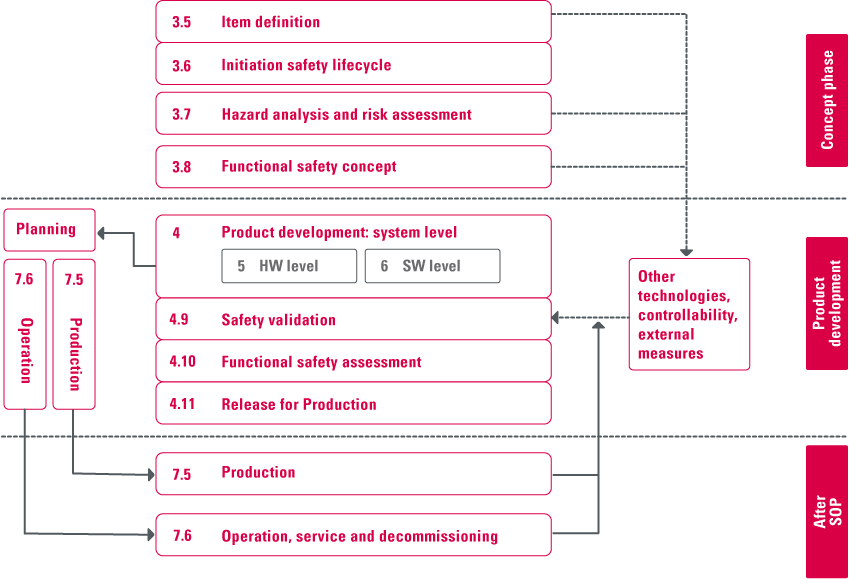 3.5 Item definition
3.6 Initiation safety lifecycle
3.7 Hazard analysis and risk assessment
3.8 Functional safety concept
Concept phase
Planning
7.6 Operation
7.5 Production
4 Product development: system level
5 HW level
6 SW level
4.9 Safety validation
4.10 Functional safety assessment
4.11 Release for Production
Other
technologies,
controllability,
external
measures
Product
development
7.5 Production
7.6 Operation, service and decommissioning
After
SOP